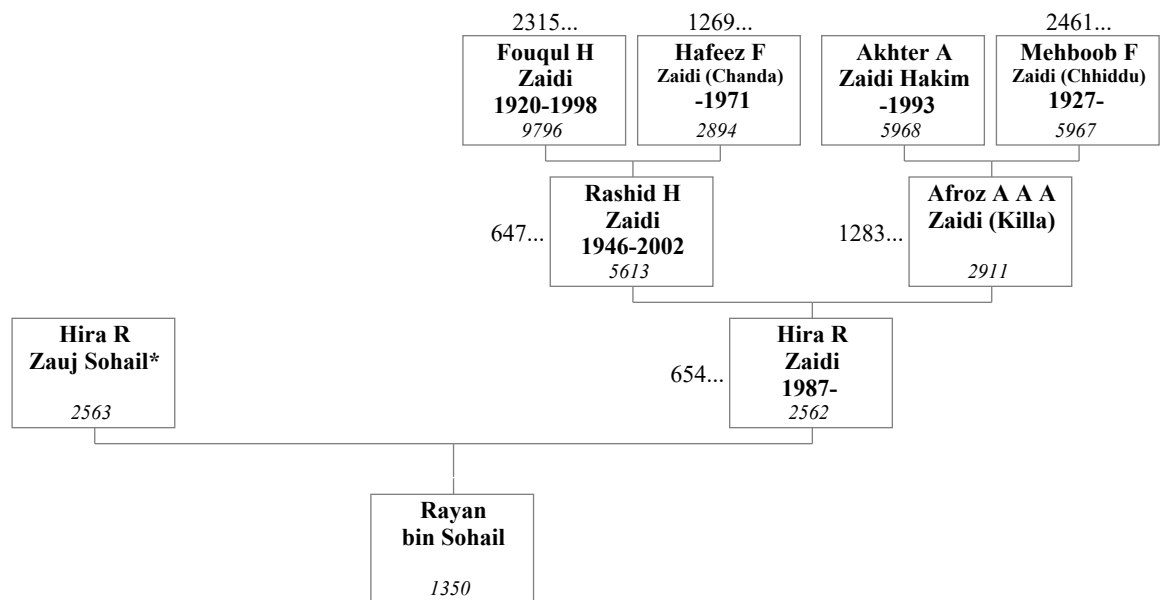 2315...
1269...
2461...
Fouqul H
Zaidi
1920-1998
9796
Hafeez F
Zaidi (Chanda)
-1971
2894
Akhter A
Zaidi Hakim
-1993
5968
Mehboob F
Zaidi (Chhiddu)
1927-
5967
647...
Rashid H
Zaidi
1946-2002
5613
1283...
Afroz A A A
Zaidi (Killa)
2911
Hira R
Zauj Sohail*
2563
654...
Hira R
Zaidi
1987-
2562
Rayan
bin Sohail
1350